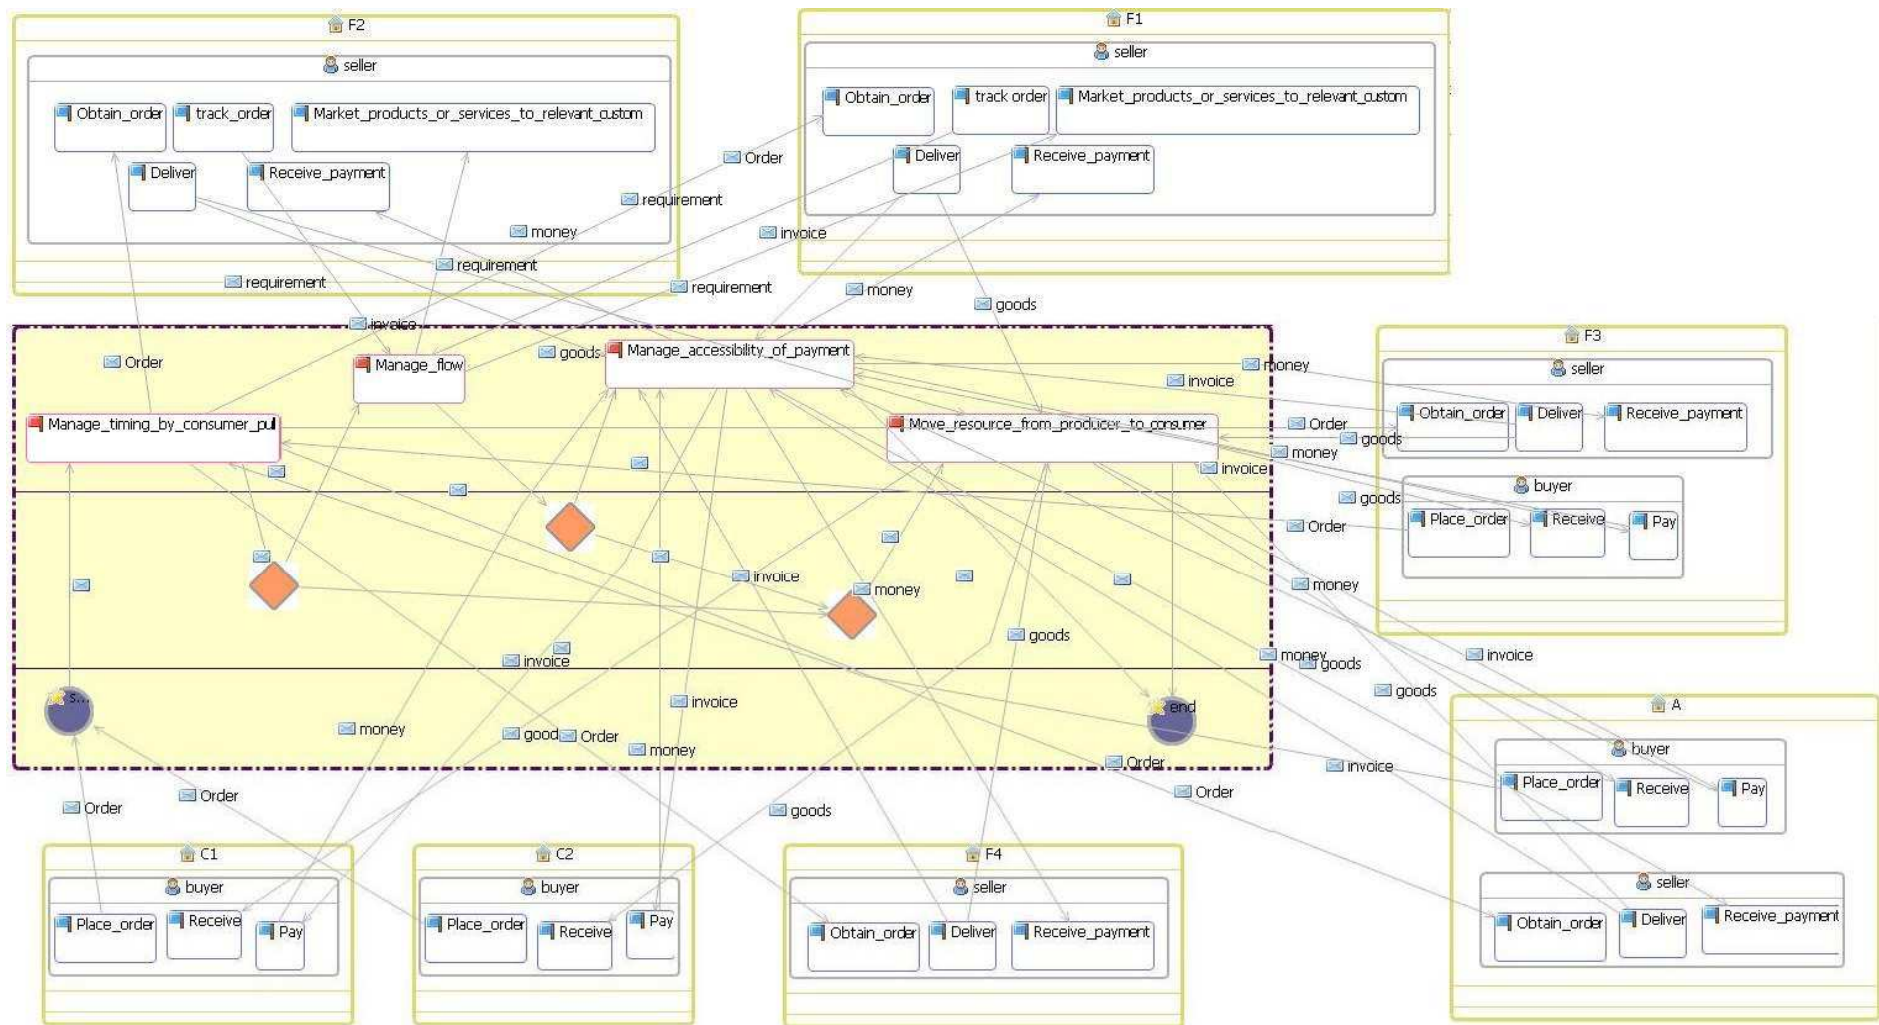 F2
seller
Obtain_order
track_order
Market_products_or_services_to_relevant_custom
Deliver
Receive_payment
F1
seller
Obtain_order
track order
Market_products_or_services_to_relevant_custom
Deliver
Receive_payment
Order
requirement
money
invoice
requirement
requirement
requirement
money
goods
invoice
Order
goods
Manage_flow
Manage_accessibility_of_payment
Manage_timing_by_consumer_pul
Move_resource_from_producer_to_consumer
money
invoice
Order
goods
money
invoice
goods
Order
F3
seller
Obtain_order
Deliver
Receive_payment
buyer
Place_order
Receive
Pay
invoice
money
money
goods
invoice
money
goods
invoice
goods
s...
end
invoice
money
good
Order
money
Order
invoice
Order
Order
Order
goods
A
buyer
Place_order
Receive
Pay
seller
Obtain_order
Deliver
Receive_payment
C1
buyer
Place_order
Receive
Pay
C2
buyer
Place_order
Receive
Pay
F4
seller
Obtain_order
Deliver
Receive_payment